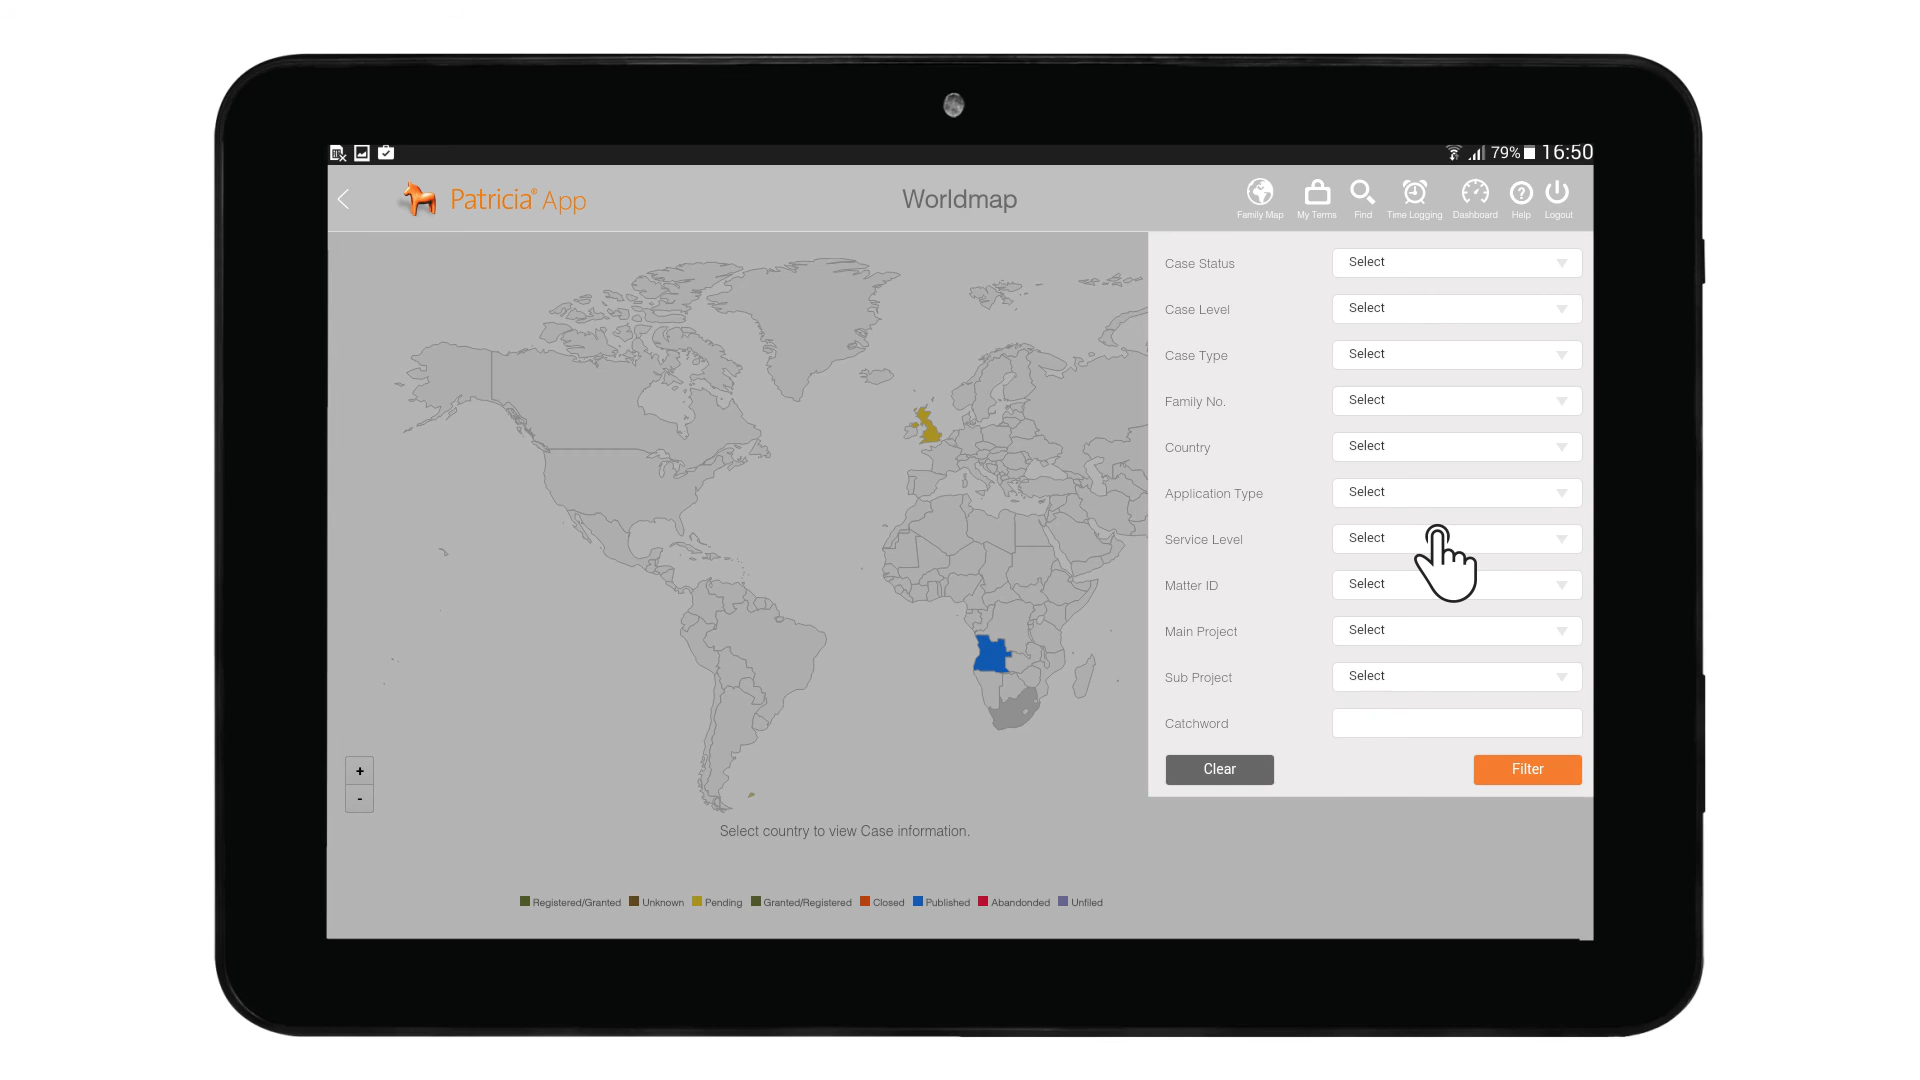 79% 16:50
Patricia® App
Worldmap
Family Map
My Terms
Find
Time Logging
Dashboard
Help
Logout
Case Status Select
Case Level Select
Case Type Select
Family No. Select
Country Select
Application Type Select
Service Level Select
Matter ID Select
Main Project Select
Sub Project Select
Catchword
Clear
Filter
+
-
Select country to view Case information.
Registered/Granted Unknown Pending Granted/Registered Closed Published Abandonded Unfiled